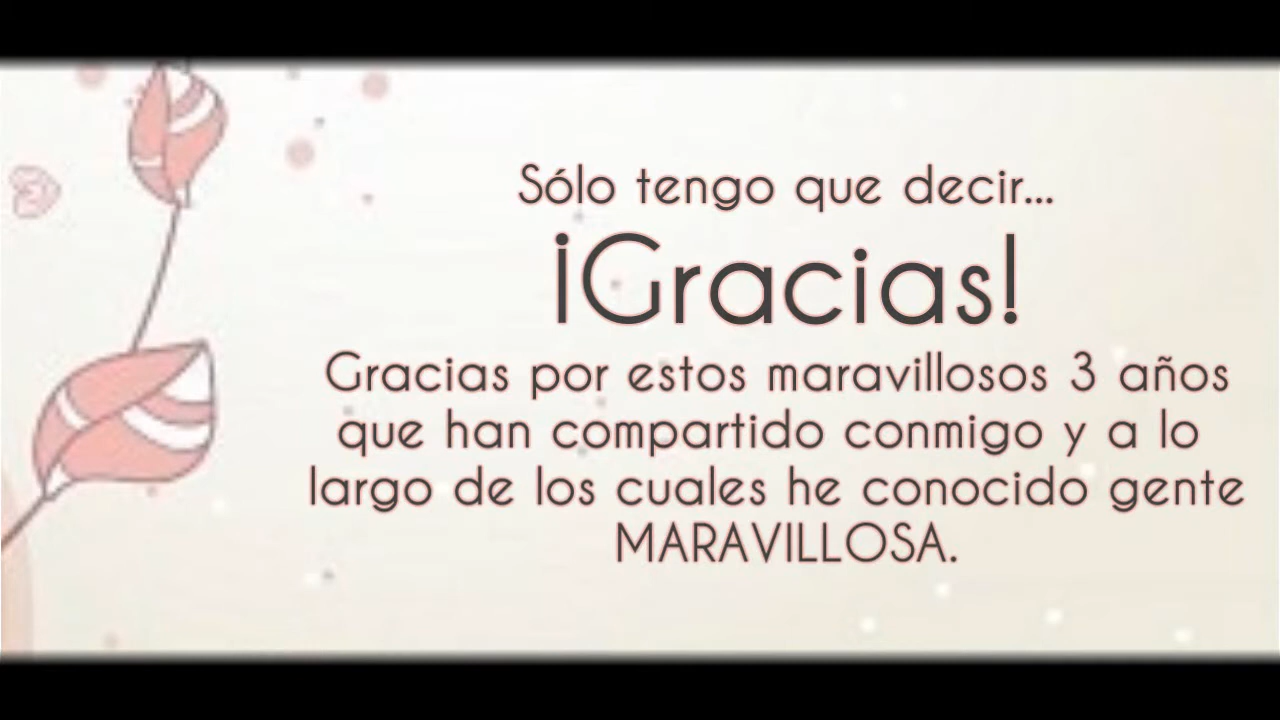 Sólo tengo que decir...
¡Gracias!
Gracias por estos maravillosos 3 años
que han compartido conmigo y a lo
largo de los cuales he conocido gente
MARAVILLOSA.